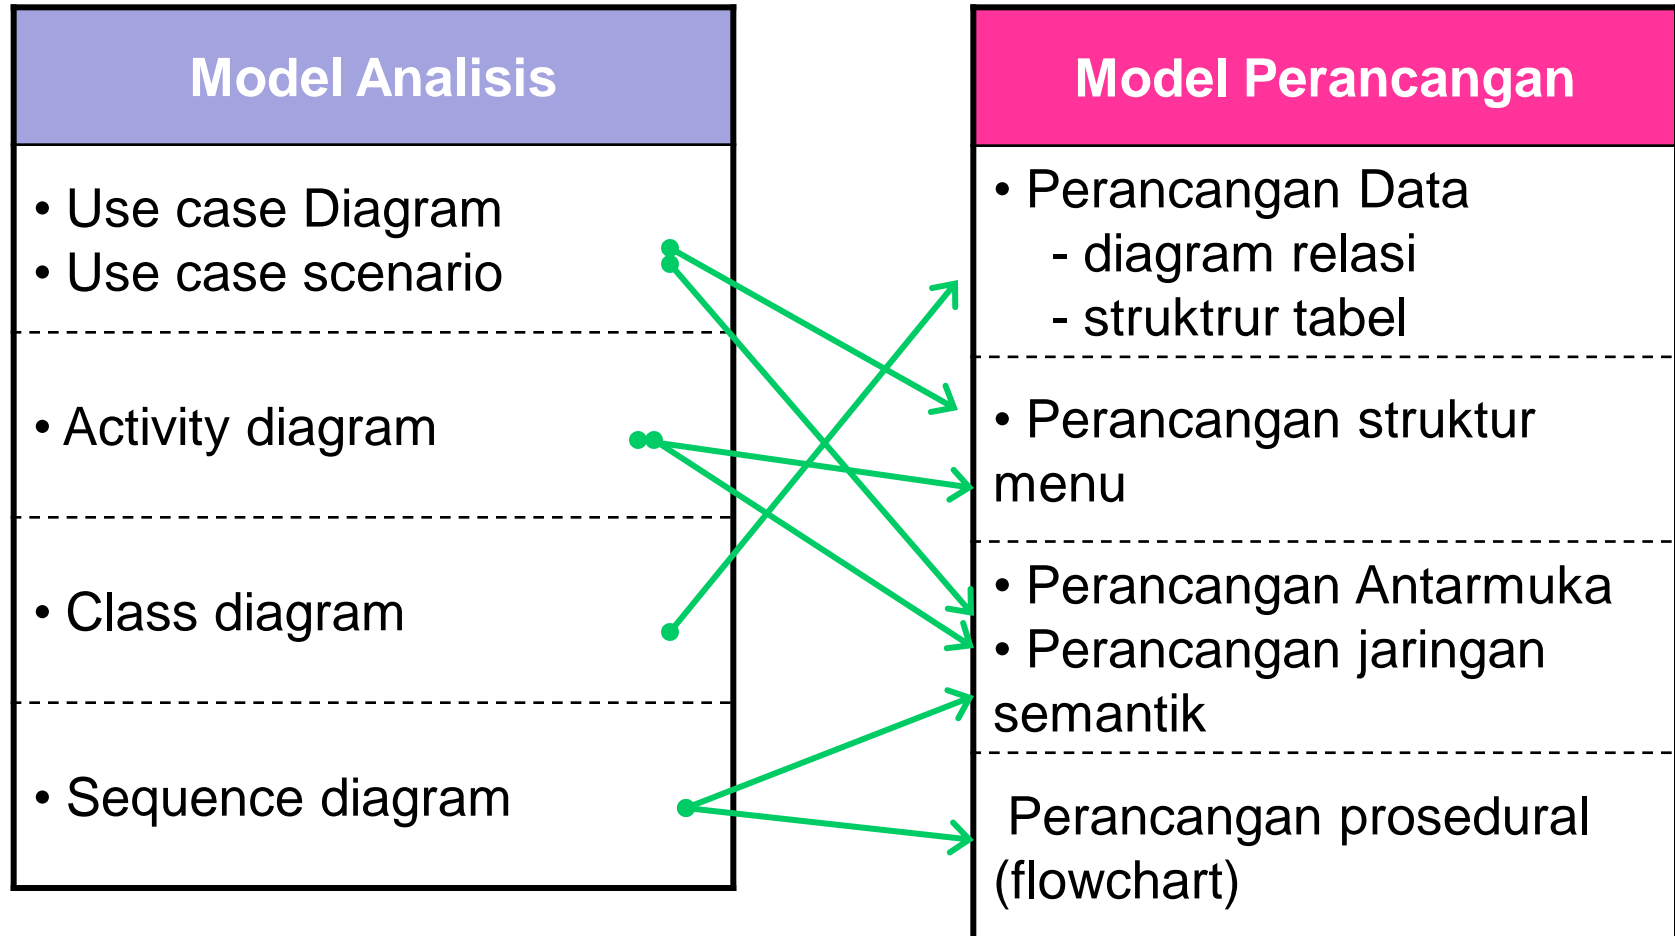 Model Analisis
• Use case Diagram
• Use case scenario
• Activity diagram
• Class diagram
• Sequence diagram
Model Perancangan
• Perancangan Data
- diagram relasi
- struktrur tabel
• Perancangan struktur
menu
• Perancangan Antarmuka
• Perancangan jaringan
semantik
Perancangan prosedural
(flowchart)